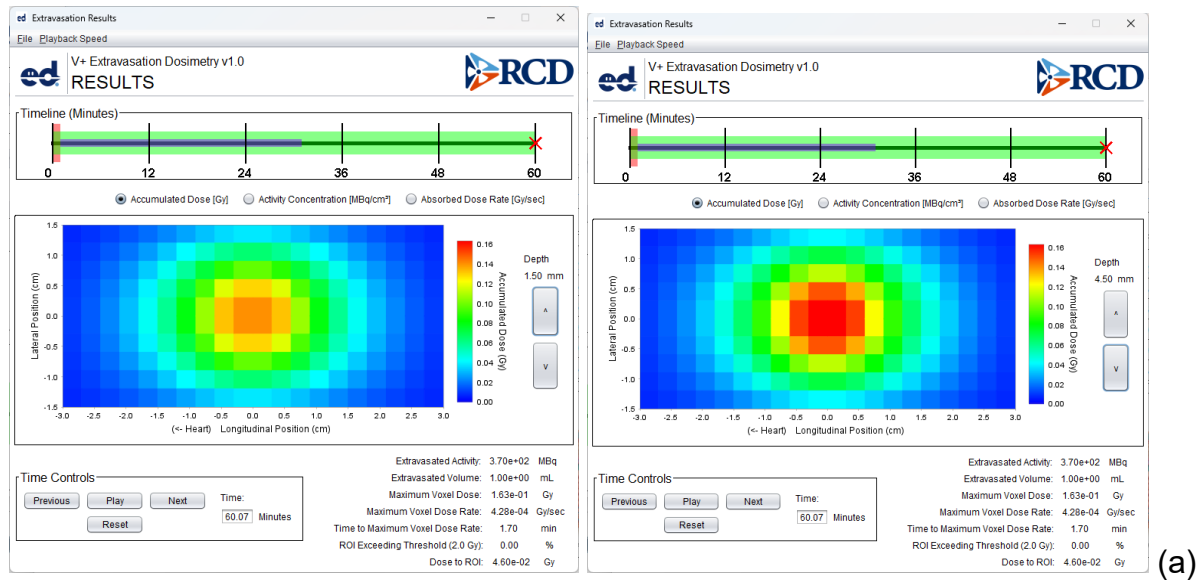 ed Extravasation Results
File Playback Speed
ed V+ Extravasation Dosimetry v1.0
RESULTS
RCD
Timeline (Minutes)
0 12 24 36 48 60
Accumulated Dose [Gy] Activity Concentration [MBq/cm³] Absorbed Dose Rate [Gy/sec]
1.5
1.0
0.5
0.0
-0.5
-1.0
-1.5
Lateral Position (cm)
-3.0 -2.5 -2.0 -1.5 -1.0 -0.5 0.0 0.5 1.0 1.5 2.0 2.5 3.0
(<- Heart) Longitudinal Position (cm)
0.16
0.14
0.12
0.10
0.08
0.06
0.04
0.02
0.00
Accumulated Dose (Gy)
Depth
1.50 mm
^
v
Time Controls
Previous Play Next
Reset
Time:
60.07 Minutes
Extravasated Activity: 3.70e+02 MBq
Extravasated Volume: 1.00e+00 mL
Maximum Voxel Dose: 1.63e-01 Gy
Maximum Voxel Dose Rate: 4.28e-04 Gy/sec
Time to Maximum Voxel Dose Rate: 1.70 min
ROI Exceeding Threshold (2.0 Gy): 0.00 %
Dose to ROI: 4.60e-02 Gy
ed Extravasation Results
File Playback Speed
ed V+ Extravasation Dosimetry v1.0
RESULTS
RCD
Timeline (Minutes)
0 12 24 36 48 60
Accumulated Dose [Gy] Activity Concentration [MBq/cm³] Absorbed Dose Rate [Gy/sec]
1.5
1.0
0.5
0.0
-0.5
-1.0
-1.5
Lateral Position (cm)
-3.0 -2.5 -2.0 -1.5 -1.0 -0.5 0.0 0.5 1.0 1.5 2.0 2.5 3.0
(<- Heart) Longitudinal Position (cm)
0.16
0.14
0.12
0.10
0.08
0.06
0.04
0.02
0.00
Accumulated Dose (Gy)
Depth
4.50 mm
^
v
Time Controls
Previous Play Next
Reset
Time:
60.07 Minutes
Extravasated Activity: 3.70e+02 MBq
Extravasated Volume: 1.00e+00 mL
Maximum Voxel Dose: 1.63e-01 Gy
Maximum Voxel Dose Rate: 4.28e-04 Gy/sec
Time to Maximum Voxel Dose Rate: 1.70 min
ROI Exceeding Threshold (2.0 Gy): 0.00 %
Dose to ROI: 4.60e-02 Gy
(a)